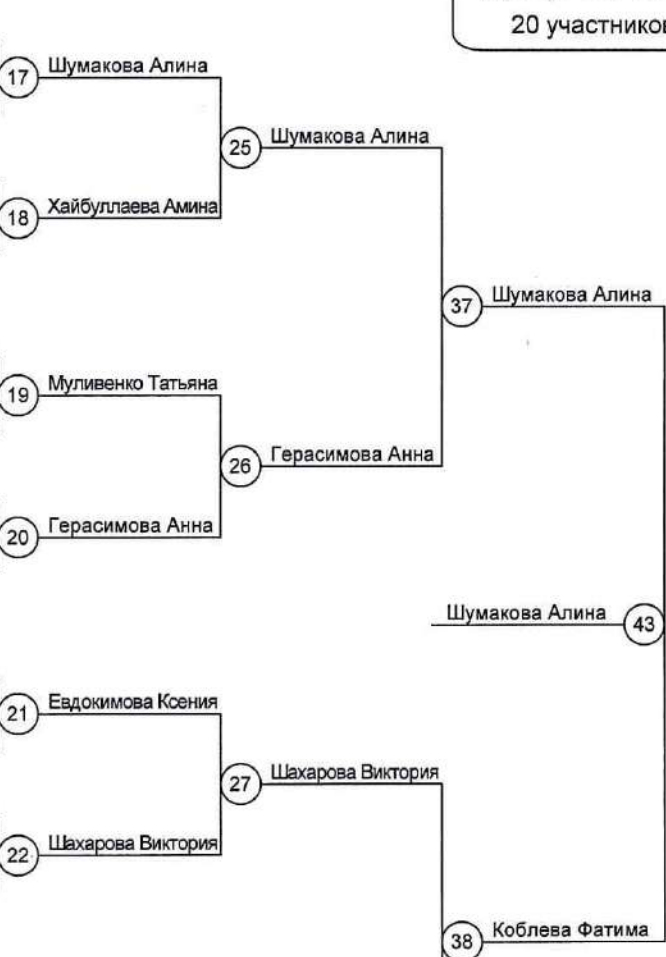 20 участников
17 Шумакова Алина
25 Шумакова Алина
18 Хайбуллаева Амина
37 Шумакова Алина
19 Муливенко Татьяна
26 Герасимова Анна
20 Герасимова Анна
Шумакова Алина 43
21 Евдокимова Ксения
27 Шахарова Виктория
22 Шахарова Виктория
38 Коблева Фатима